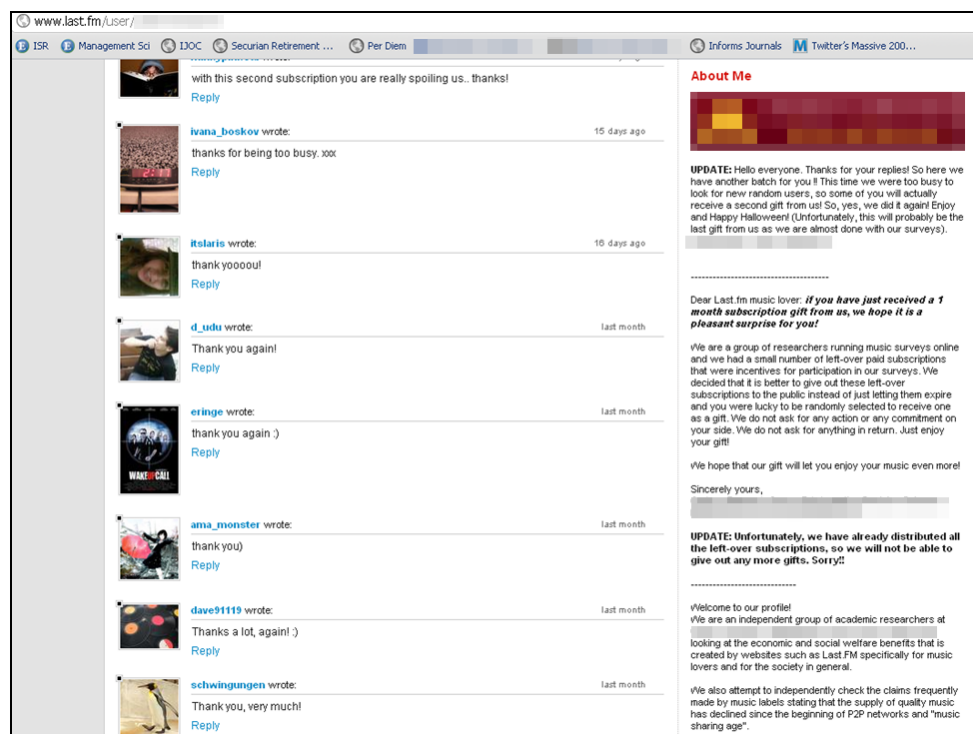 www.last.fm/user/
ISR Management Sci IJOC Securian Retirement ... Per Diem Informs Journals Twitter's Massive 200...
with this second subscription you are really spoiling us.. thanks!
Reply
ivana_boskov wrote: 15 days ago
thanks for being too busy. xxx
Reply
itslaris wrote: 16 days ago
thank yoooou!
Reply
d_udu wrote: last month
Thank you again!
Reply
eringe wrote: last month
thank you again :)
Reply
WAKE UP CALL
ama_monster wrote: last month
thank you)
Reply
dave91119 wrote: last month
Thanks a lot, again! :)
Reply
schwingungen wrote: last month
Thank you, very much!
Reply
About Me
UPDATE: Hello everyone. Thanks for your replies! So here we
have another batch for you !! This time we were too busy to
look for new random users, so some of you will actually
receive a second gift from us! So, yes, we did it again! Enjoy
and Happy Halloween! (Unfortunately, this will probably be the
last gift from us as we are almost done with our surveys).
------------------------------------
Dear Last.fm music lover: if you have just received a 1
month subscription gift from us, we hope it is a
pleasant surprise for you!
We are a group of researchers running music surveys online
and we had a small number of left-over paid subscriptions
that were incentives for participation in our surveys. We
decided that it is better to give out these left-over
subscriptions to the public instead of just letting them expire
and you were lucky to be randomly selected to receive one
as a gift. We do not ask for any action or any commitment on
your side. We do not ask for anything in return. Just enjoy
your gift!
We hope that our gift will let you enjoy your music even more!
Sincerely yours,
UPDATE: Unfortunately, we have already distributed all
the left-over subscriptions, so we will not be able to
give out any more gifts. Sorry!!
----------------------------
Welcome to our profile!
We are an independent group of academic researchers at
looking at the economic and social welfare benefits that is
created by websites such as Last.FM specifically for music
lovers and for the society in general.
We also attempt to independently check the claims frequently
made by music labels stating that the supply of quality music
has declined since the beginning of P2P networks and "music
sharing age".